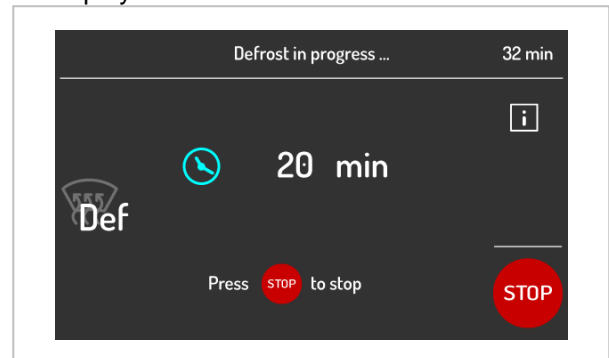 Defrost in progress ... 32 min
i
20 min
Def
Press STOP to stop
STOP